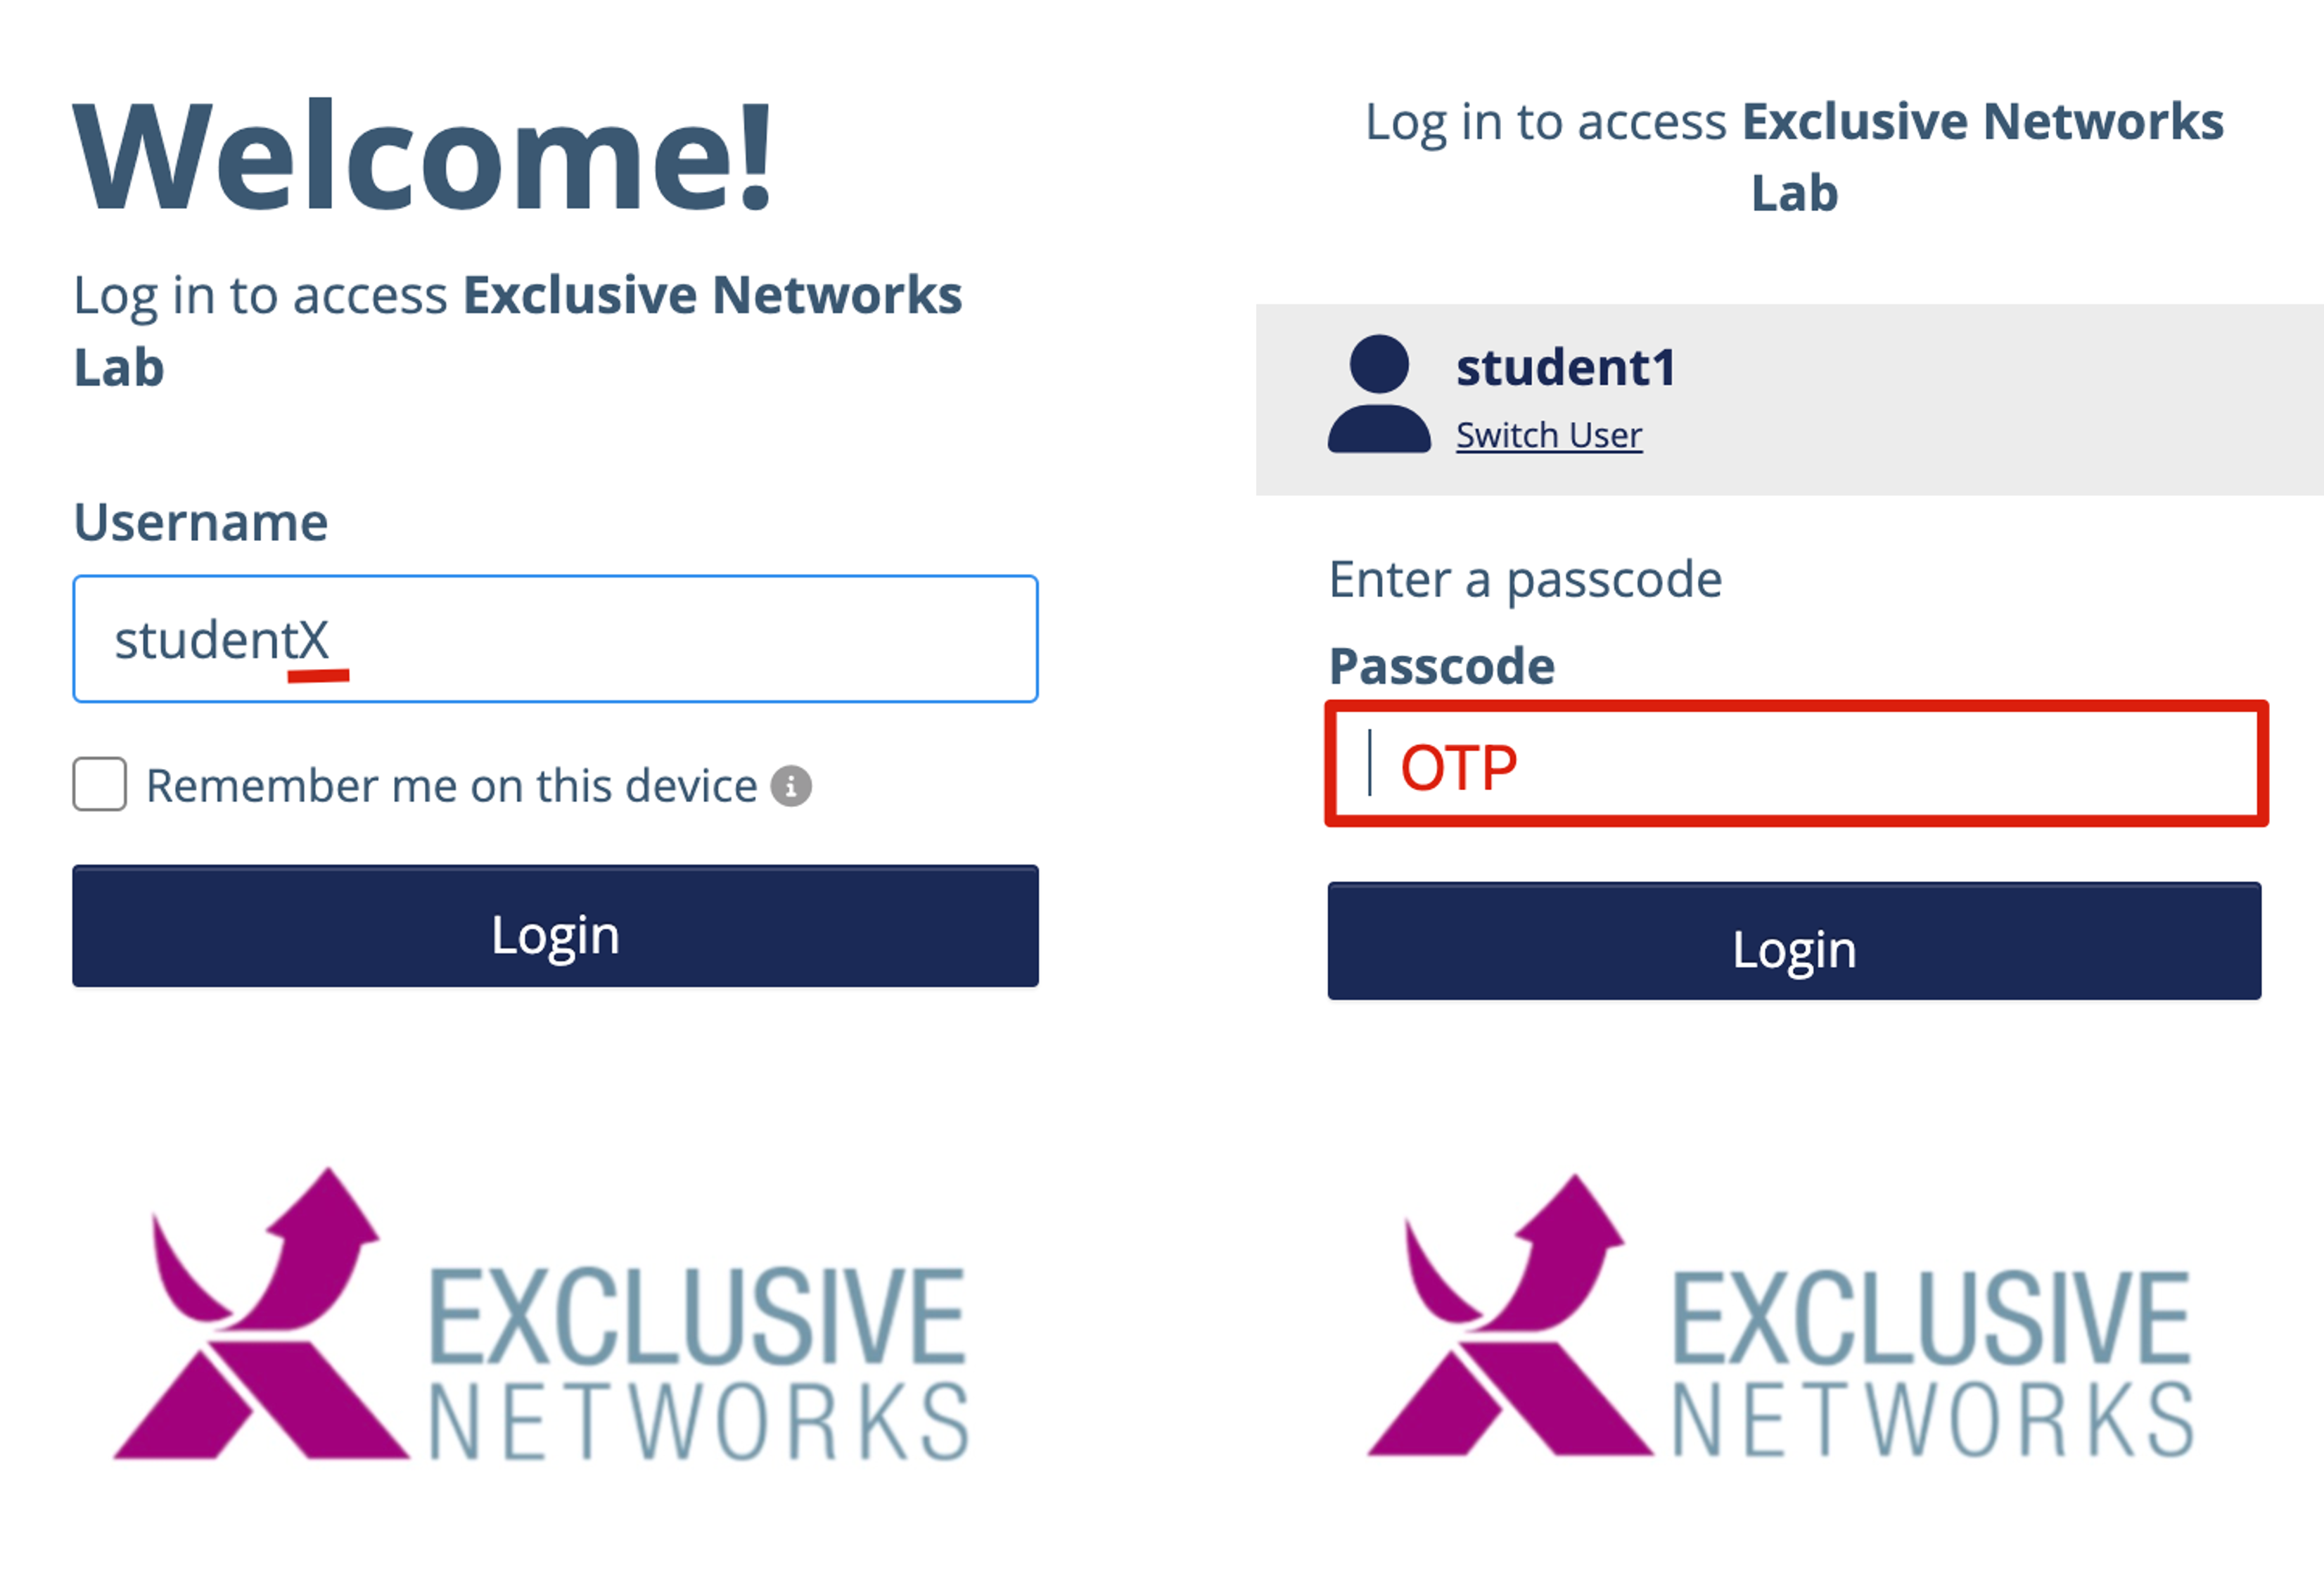 Welcome!
Log in to access Exclusive Networks
Lab
Username
studentX
Remember me on this device
Login
EXCLUSIVE
NETWORKS
Log in to access Exclusive Networks
Lab
student1
Switch User
Enter a passcode
Passcode
OTP
Login
EXCLUSIVE
NETWORKS